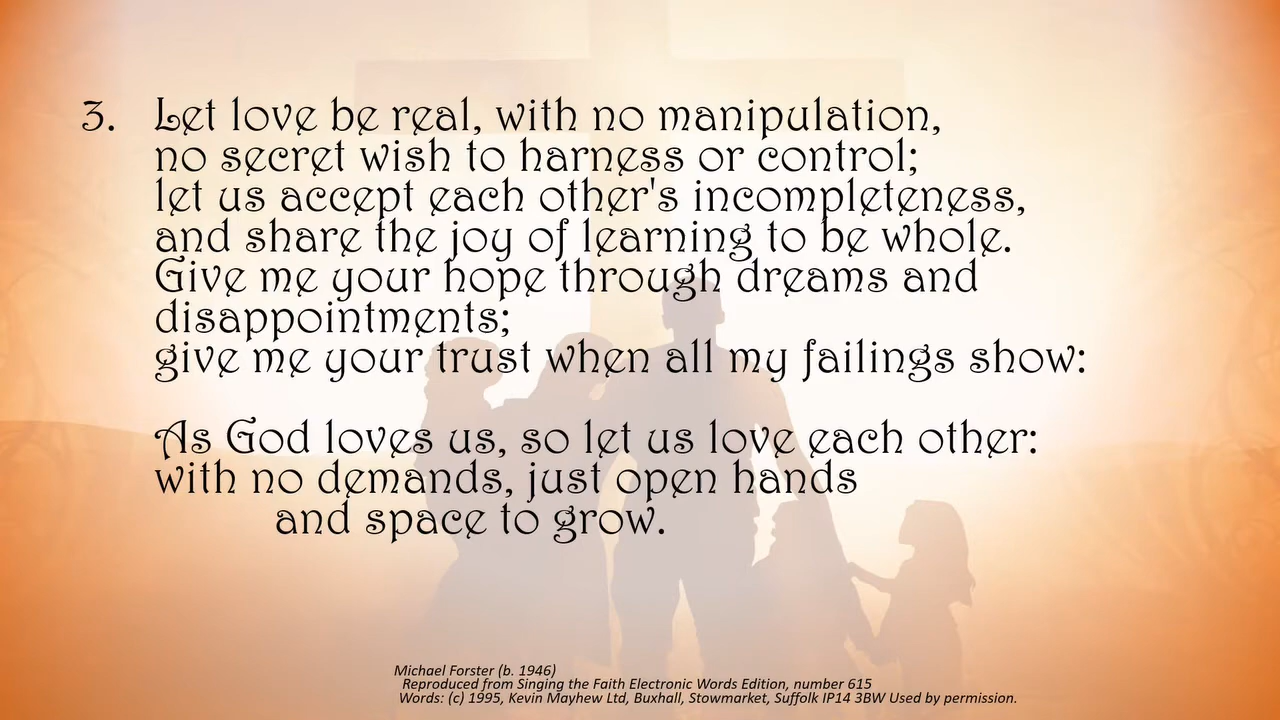 3. Let love be real, with no manipulation,
no secret wish to harness or control;
let us accept each other's incompleteness,
and share the joy of learning to be whole.
Give me your hope through dreams and
disappointments;
give me your trust when all my failings show:
As God loves us, so let us love each other:
with no demands, just open hands
and space to grow.
Michael Forster (b. 1946)
Reproduced from Singing the Faith Electronic Words Edition, number 615
Words: (c) 1995, Kevin Mayhew Ltd, Buxhall, Stowmarket, Suffolk IP14 3BW Used by permission.